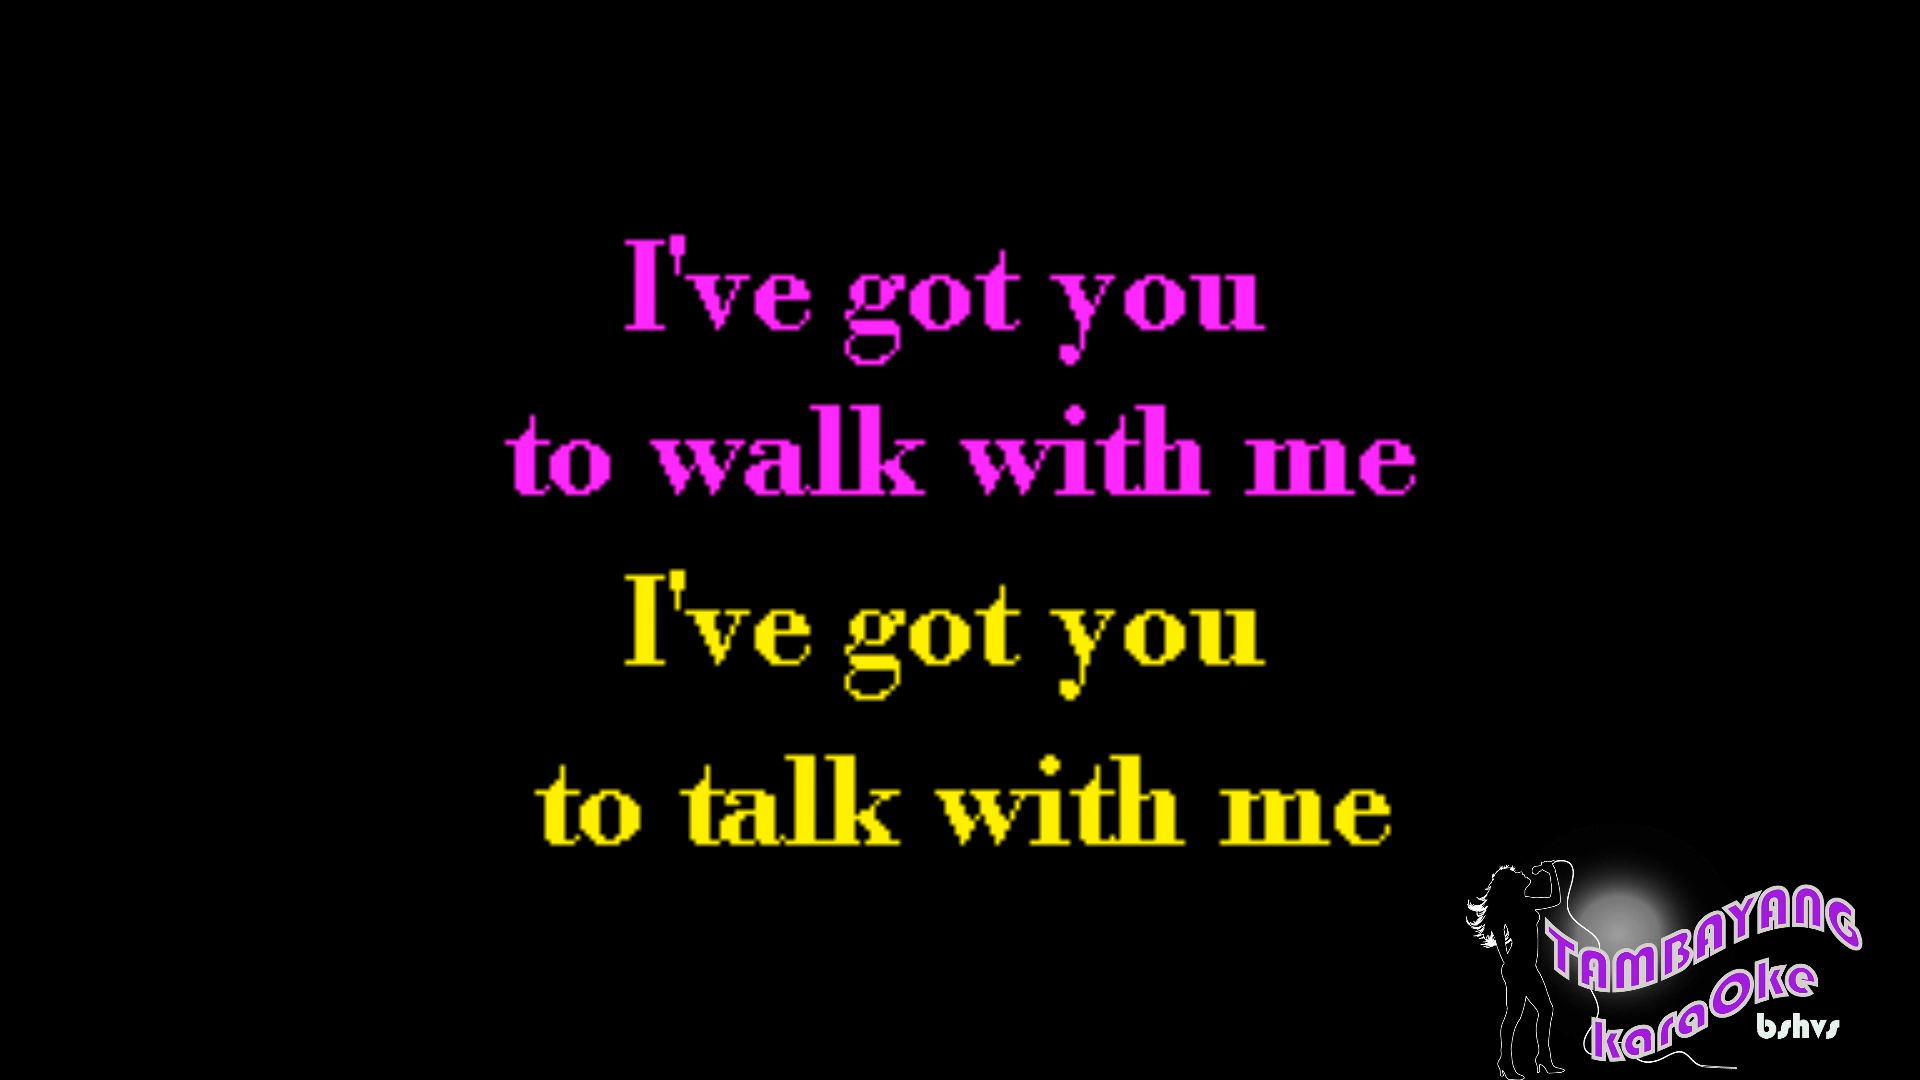 I've got you
to walk with me
I've got you
to talk with me
TAMBAYANG
karaOke
bshvs